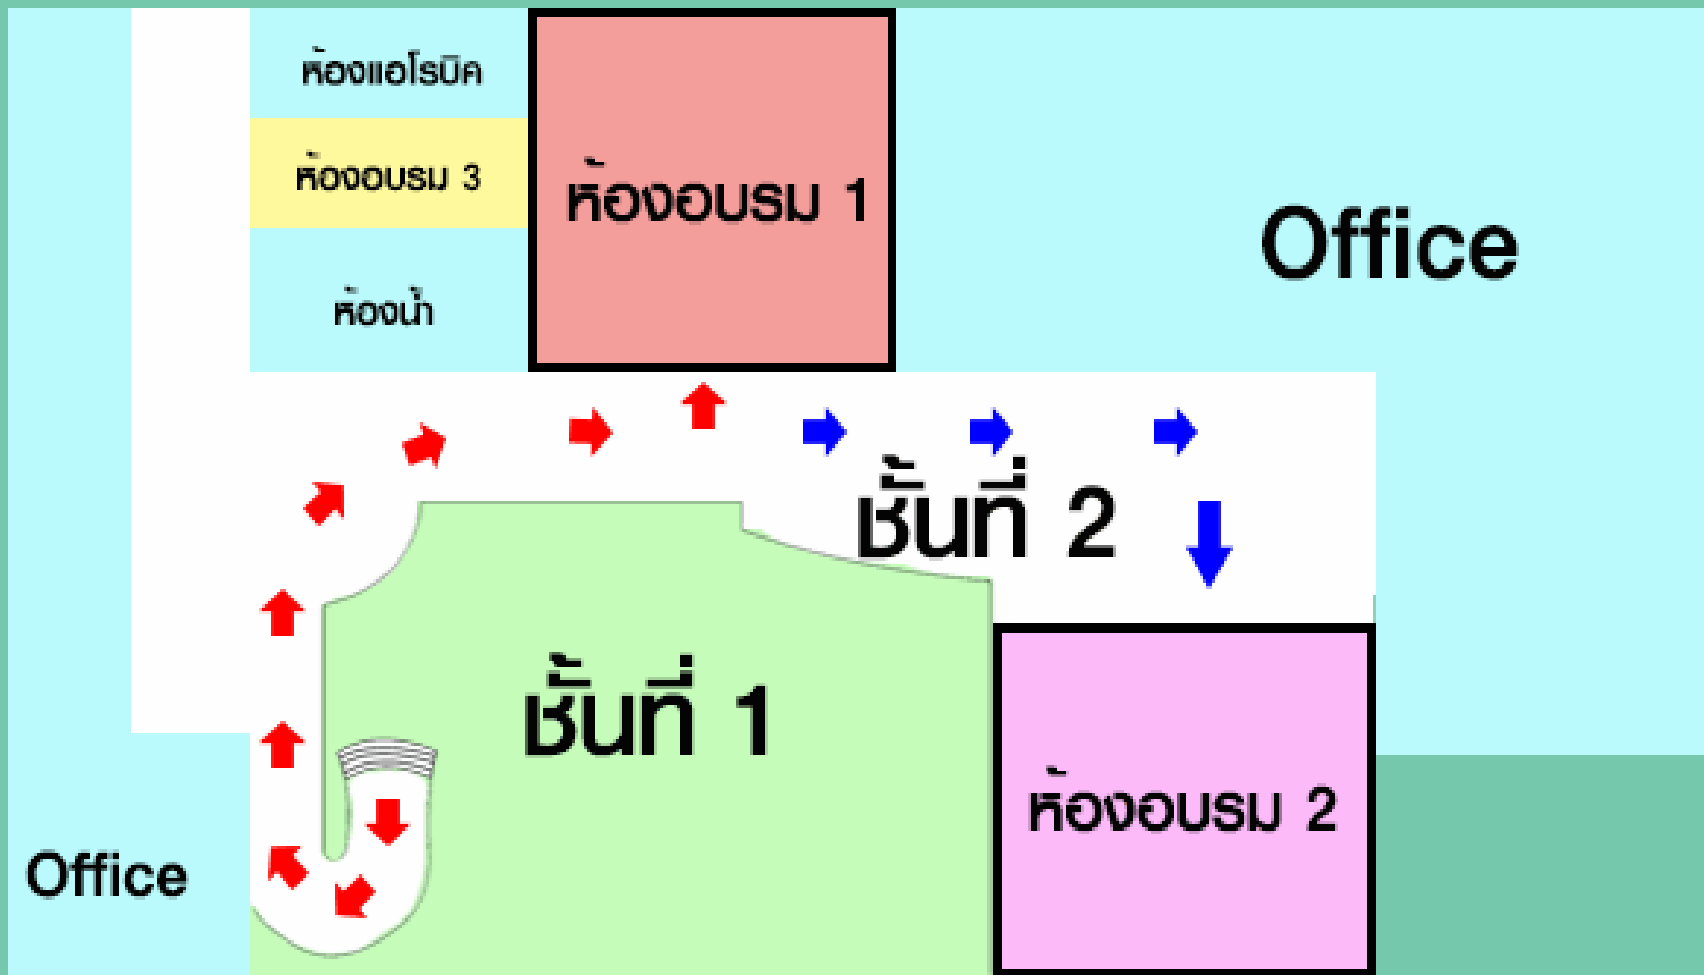 ห้องแอโรบิค
ห้องอบรม 3
ห้องอบรม 1
Office
ห้องน้ำ
ชั้นที่ 2
ชั้นที่ 1
ห้องอบรม 2
Office